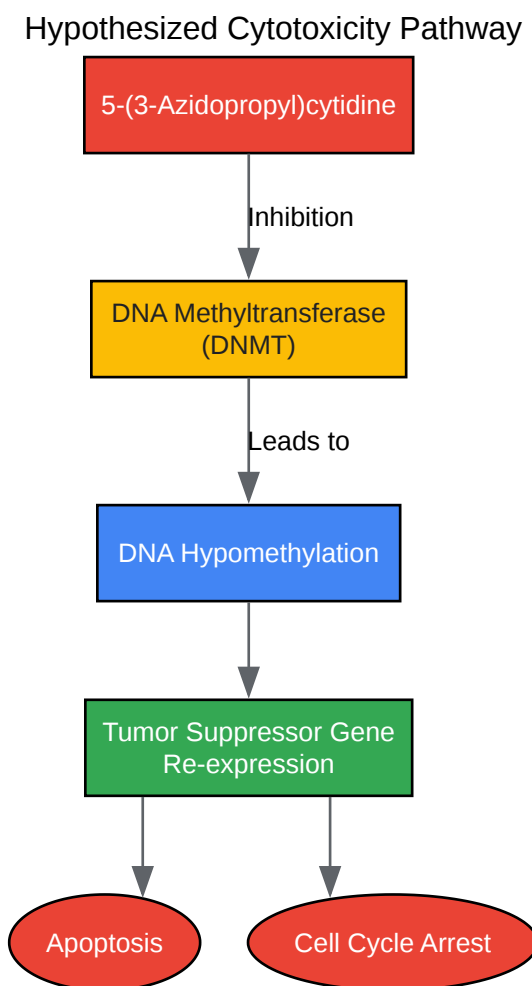 Hypothesized Cytotoxicity Pathway
5-(3-Azidopropyl)cytidine
Inhibition
DNA Methyltransferase
(DNMT)
Leads to
DNA Hypomethylation
Tumor Suppressor Gene
Re-expression
Apoptosis
Cell Cycle Arrest